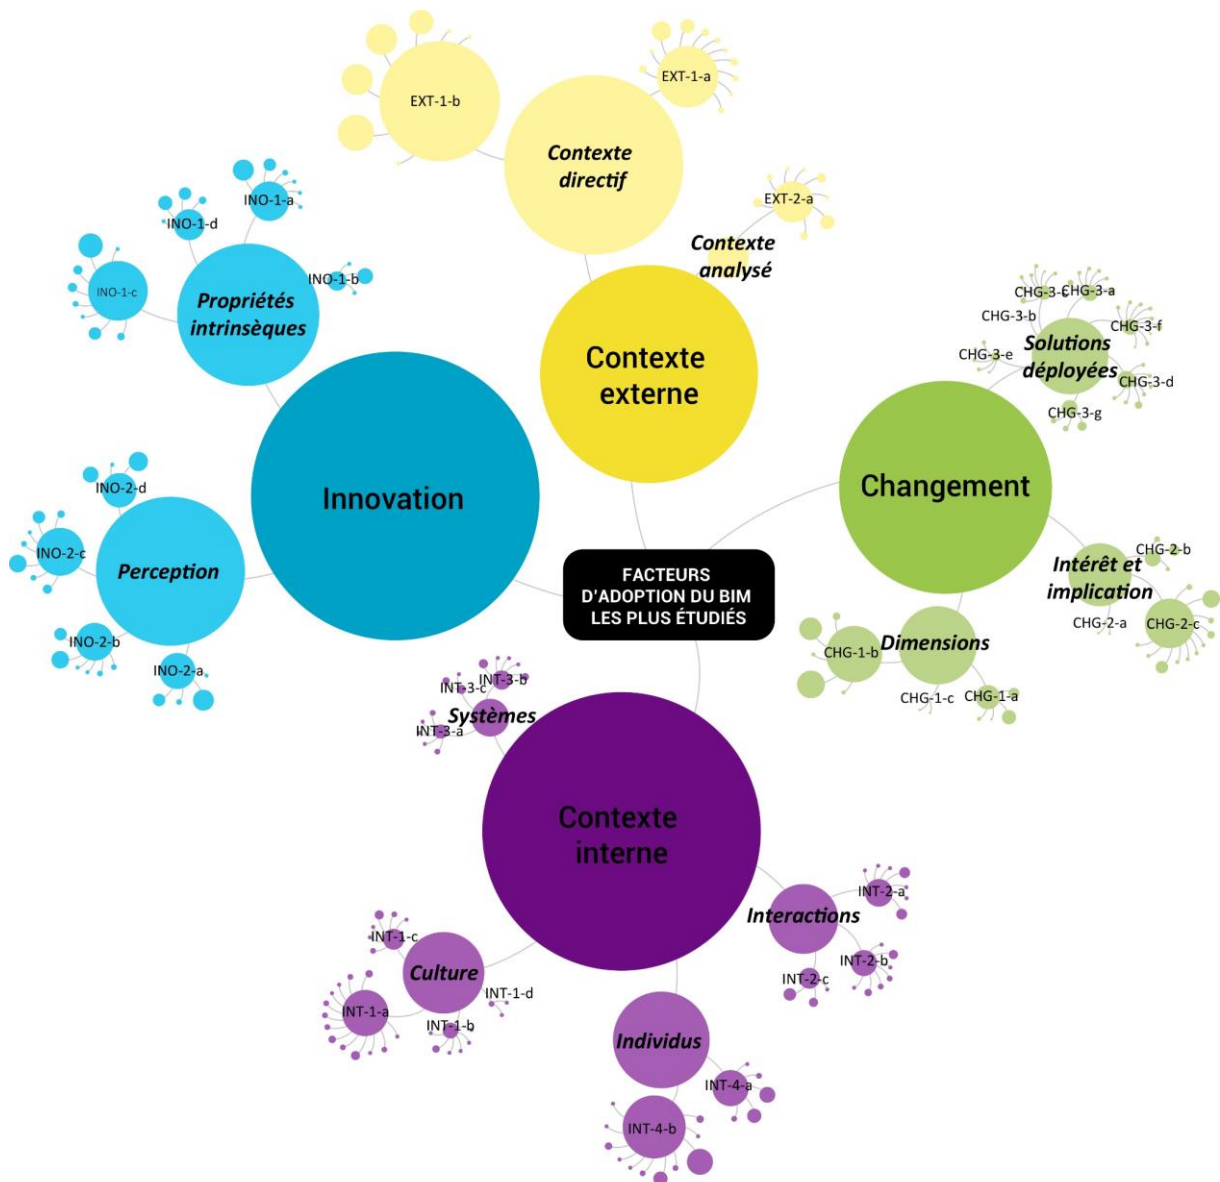 EXT-1-b
EXT-1-a
Contexte
directif
EXT-2-a
Contexte
analysé
Contexte
externe
INO-1-a
INO-1-d
INO-1-b
INO-1-c
Propriétés
intrinsèques
Innovation
INO-2-d
INO-2-c
Perception
INO-2-b
INO-2-a
CHG-3-c
CHG-3-a
CHG-3-b
CHG-3-f
Solutions
déployées
CHG-3-e
CHG-3-d
CHG-3-g
Changement
CHG-2-b
Intérêt et
implication
CHG-2-a
CHG-2-c
Dimensions
CHG-1-b
CHG-1-c
CHG-1-a
FACTEURS
D'ADOPTION DU BIM
LES PLUS ÉTUDIÉS
INT-3-b
INT-3-c
Systèmes
INT-3-a
Contexte
interne
INT-2-a
Interactions
INT-2-b
INT-2-c
INT-1-c
Culture
INT-1-d
INT-1-a
INT-1-b
Individus
INT-4-a
INT-4-b